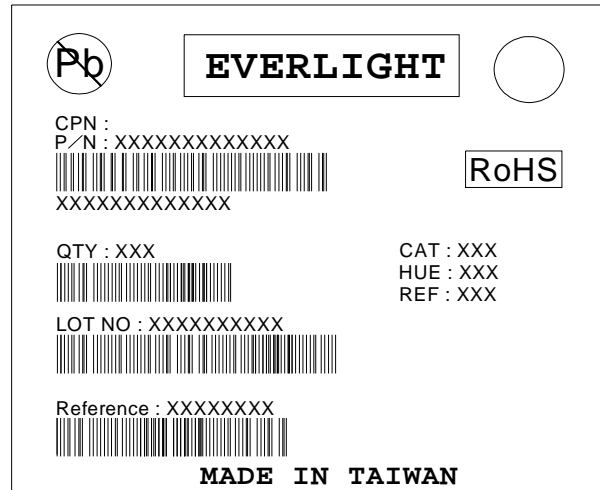 Pb
EVERLIGHT
CPN :
P/N : XXXXXXXXXXXXX
RoHS
XXXXXXXXXXXXX
QTY : XXX
CAT : XXX
HUE : XXX
REF : XXX
LOT NO : XXXXXXXXXX
Reference : XXXXXXXX
MADE IN TAIWAN